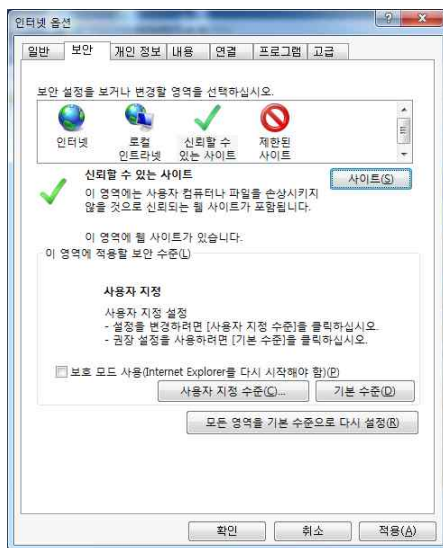 인터넷 옵션
일반 보안 개인 정보 내용 연결 프로그램 고급
보안 설정을 보거나 변경할 영역을 선택하십시오.
인터넷 로컬 인트라넷 신뢰할 수 있는 사이트 제한된 사이트
신뢰할 수 있는 사이트
사이트(S)
이 영역에는 사용자 컴퓨터나 파일을 손상시키지
않을 것으로 신뢰되는 웹 사이트가 포함됩니다.
이 영역에 웹 사이트가 있습니다.
이 영역에 적용할 보안 수준(L)
사용자 지정
사용자 지정 설정
- 설정을 변경하려면 [사용자 지정 수준]을 클릭하십시오.
- 권장 설정을 사용하려면 [기본 수준]을 클릭하십시오.
보호 모드 사용(Internet Explorer를 다시 시작해야 함)(P)
사용자 지정 수준(C)... 기본 수준(D)
모든 영역을 기본 수준으로 다시 설정(R)
확인 취소 적용(A)